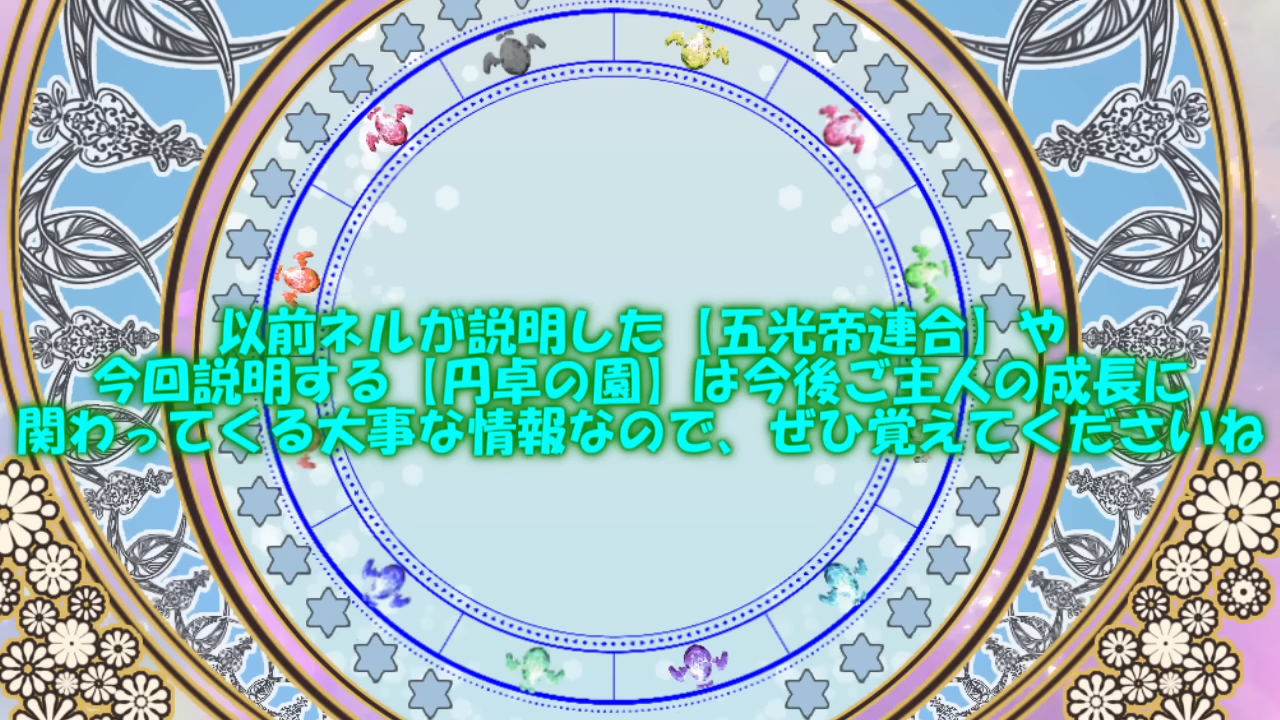 以前ネルが説明した【五光帝連合】や
今回説明する【円卓の園】は今後ご主人の成長に
関わってくる大事な情報なので、ぜひ覚えてくださいね